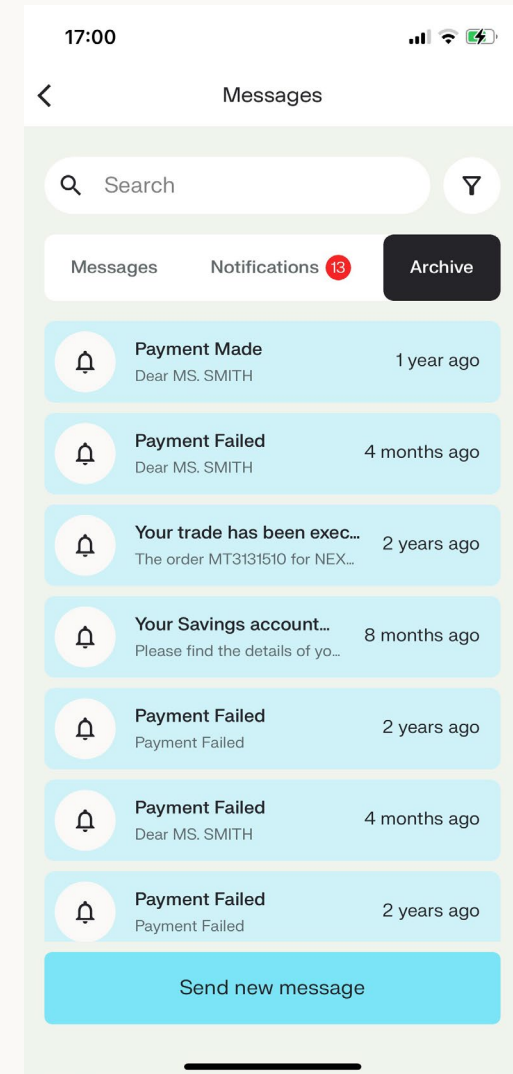 17:00
Messages
Search
Messages Notifications 13 Archive
Payment Made
Dear MS. SMITH
1 year ago
Payment Failed
Dear MS. SMITH
4 months ago
Your trade has been exec...
The order MT3131510 for NEX...
2 years ago
Your Savings account...
Please find the details of yo...
8 months ago
Payment Failed
Payment Failed
2 years ago
Payment Failed
Dear MS. SMITH
4 months ago
Payment Failed
Payment Failed
2 years ago
Send new message